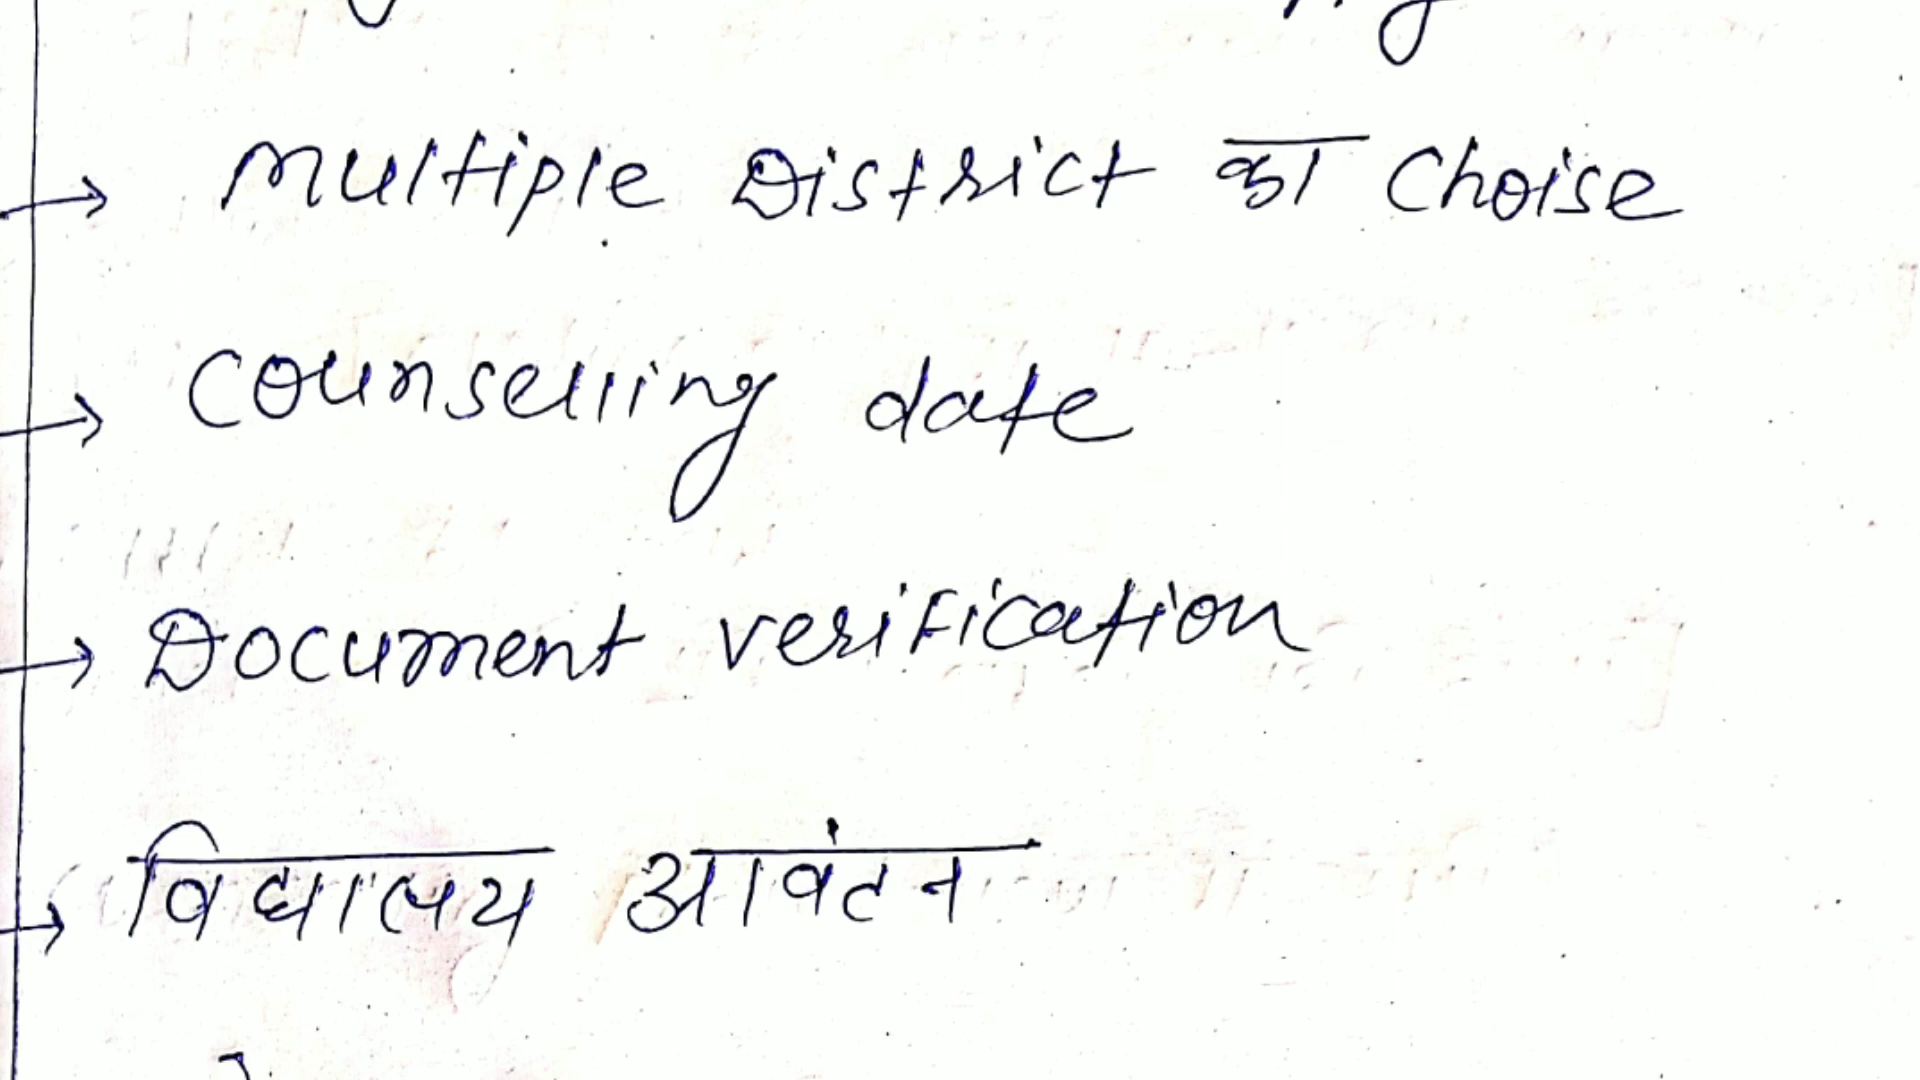 → Multiple District का Choise
→ Counselling date
→ Document verification
→ विद्यालय आवंटन